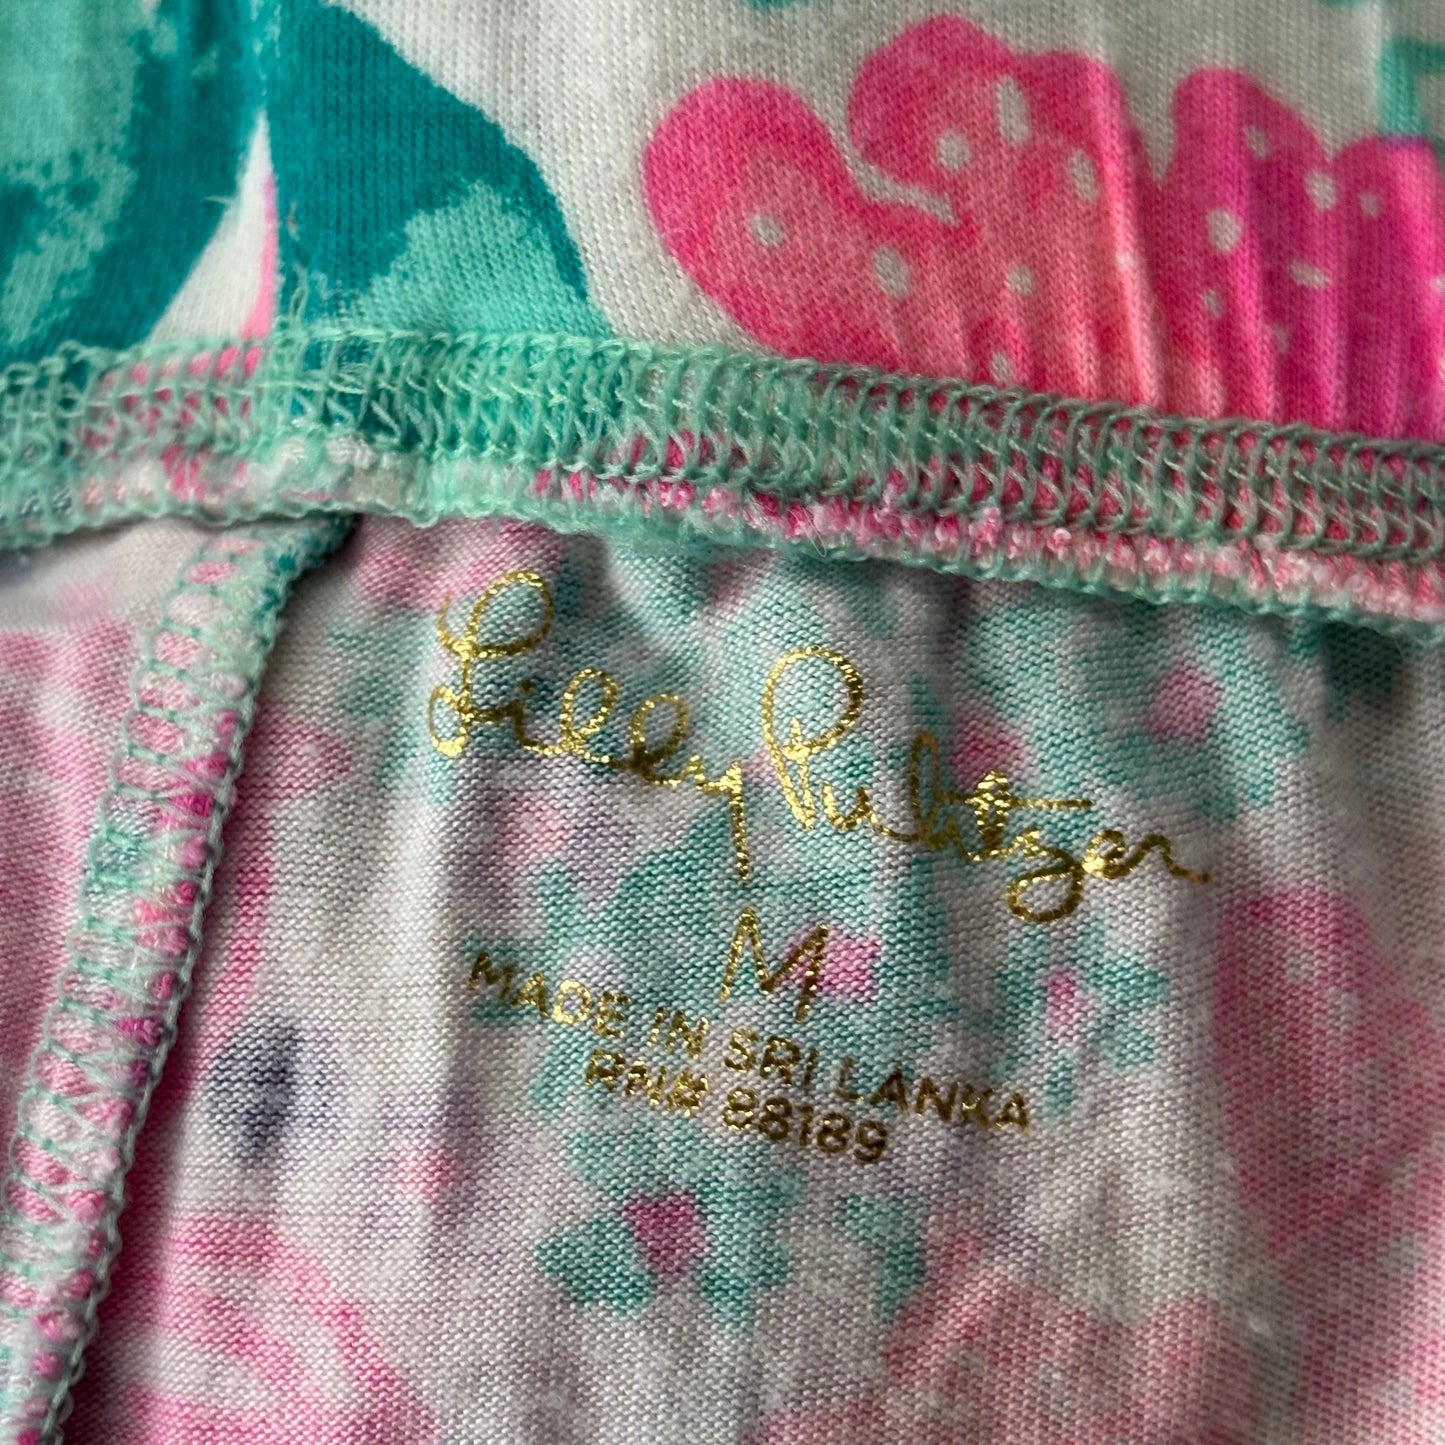 Lilly Pulitzer
M
MADE IN SRI LANKA
RN# 88189